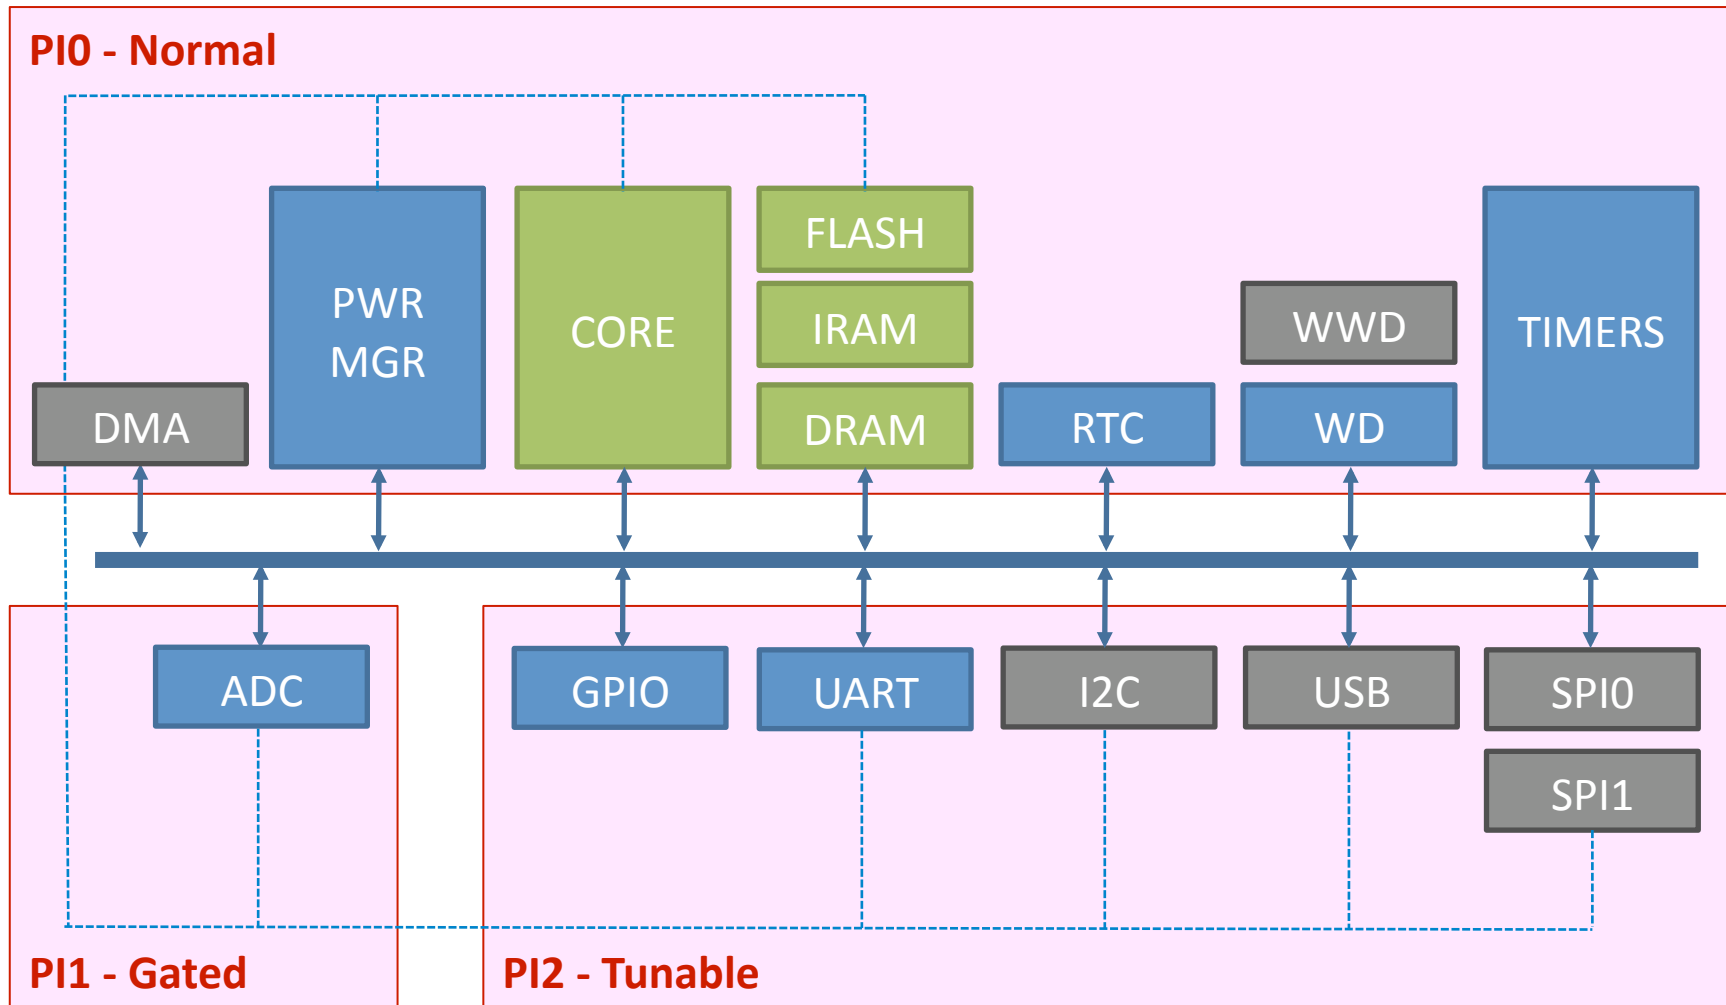 PI0 - Normal
PWR
MGR
CORE
FLASH
IRAM
DRAM
WWD
TIMERS
DMA
RTC
WD
ADC
GPIO
UART
I2C
USB
SPI0
SPI1
PI1 - Gated
PI2 - Tunable